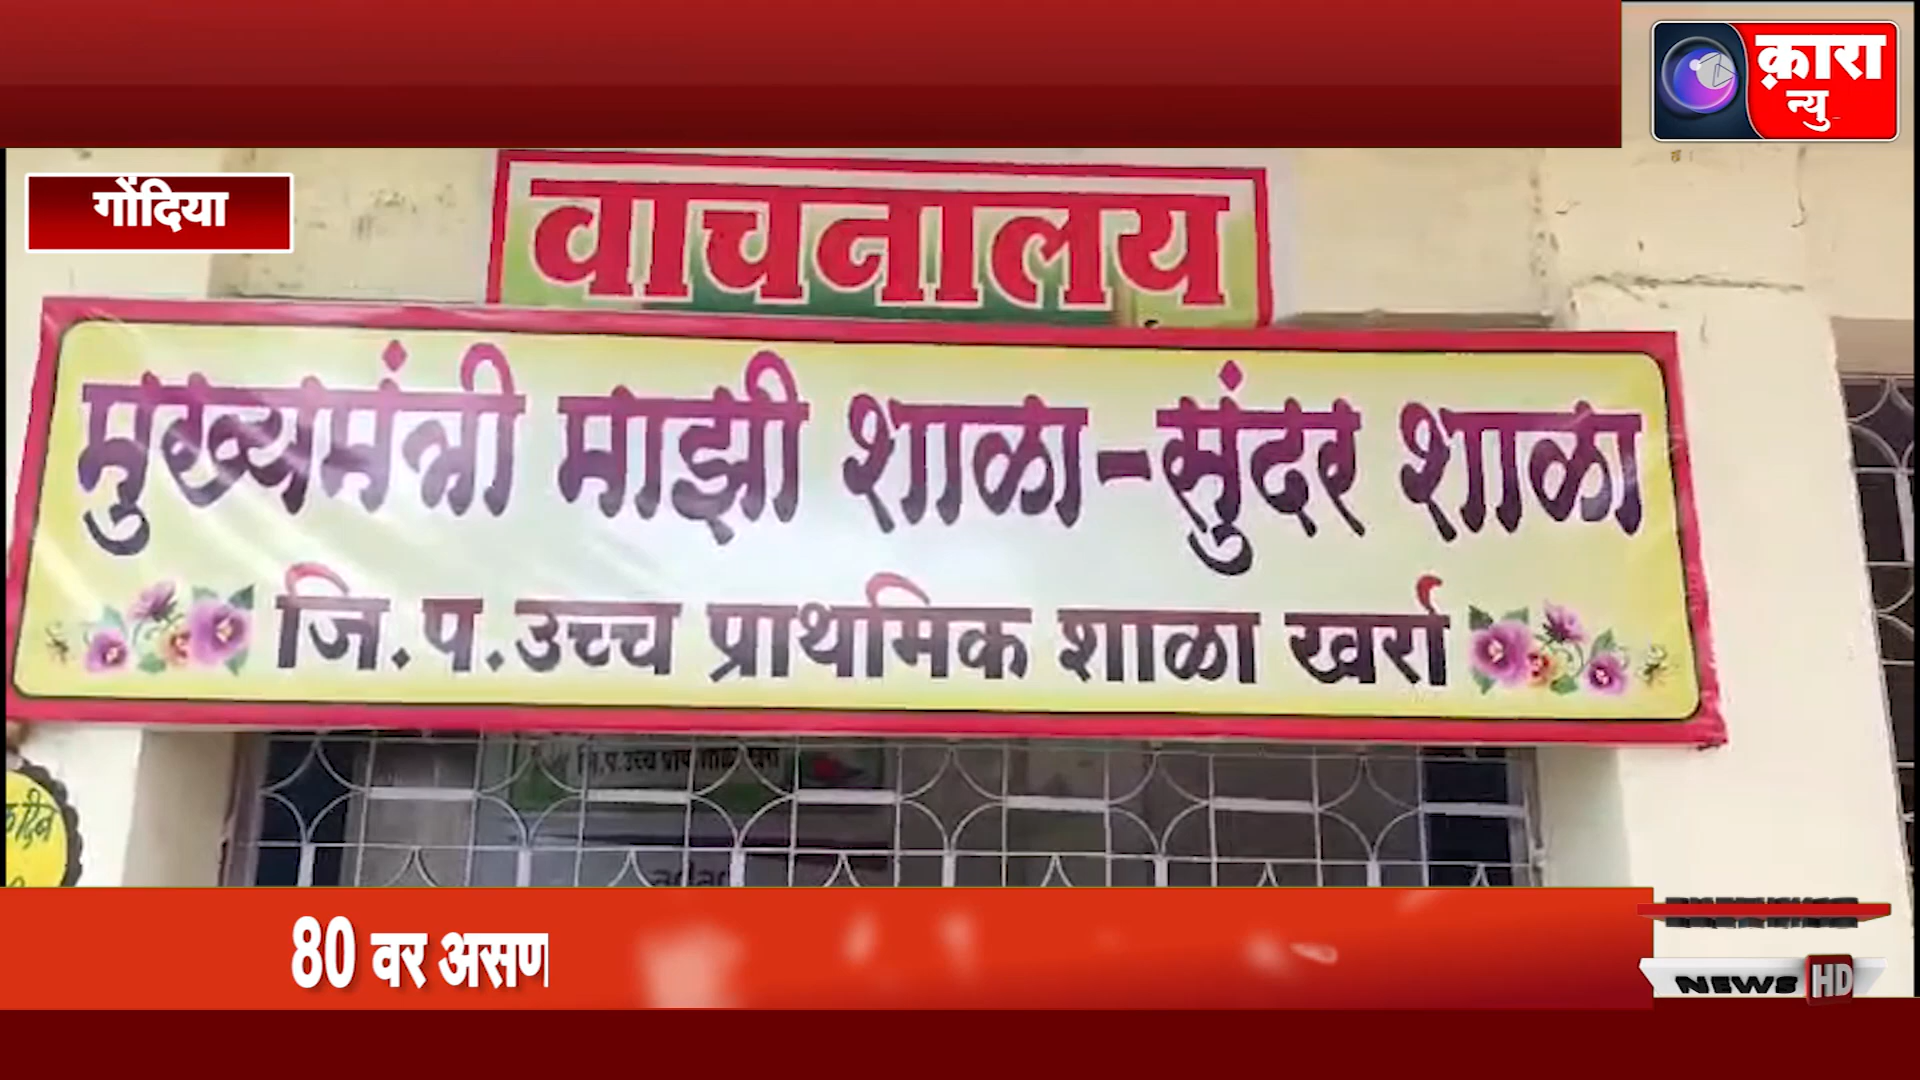 क़ारा
न्यु
गोंदिया
वाचनालय
मुख्यमंत्री माझी शाळा-सुंदर शाळा
जि.प.उच्च प्राथमिक शाळा खर्रा
80 वर असण
NEWS HD